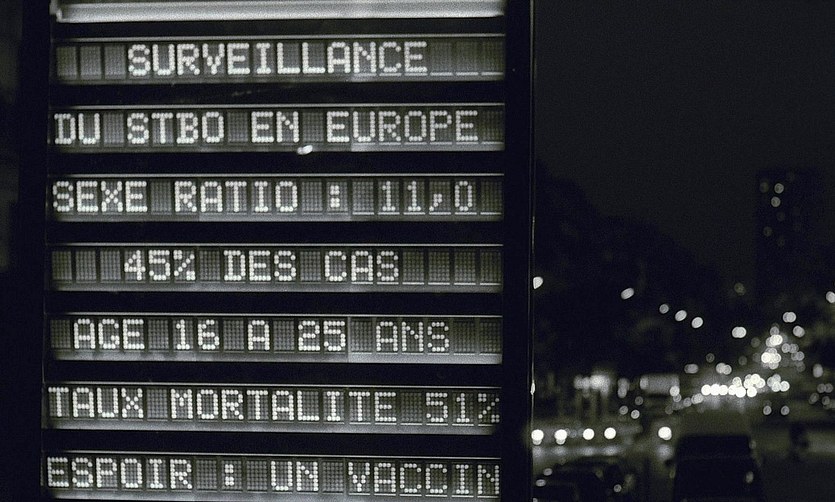 SURVEILLANCE
DU STBO EN EUROPE
SEXE RATIO : 11,0
45% DES CAS
AGE 16 A 25 ANS
TAUX MORTALITE 51%
ESPOIR : UN VACCIN